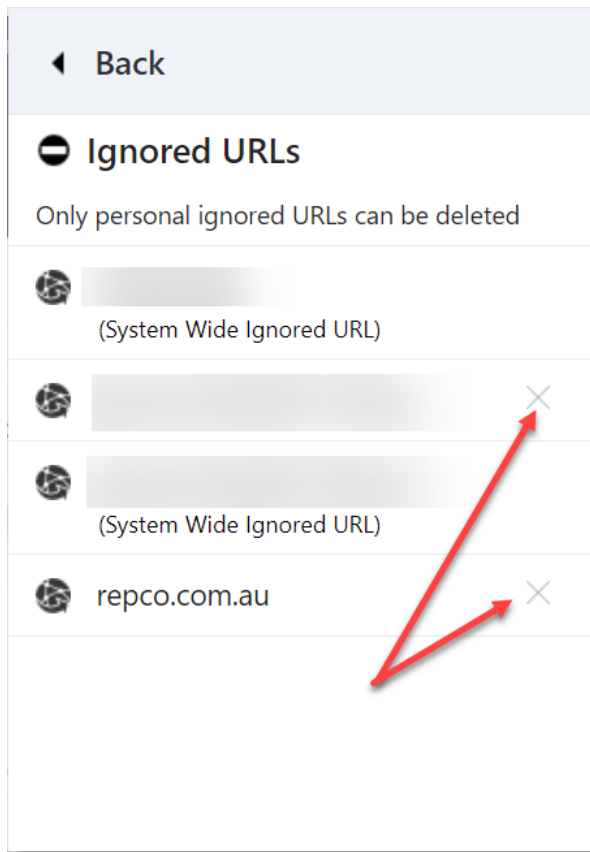 Back
Ignored URLs
Only personal ignored URLs can be deleted
(System Wide Ignored URL)
(System Wide Ignored URL)
repco.com.au